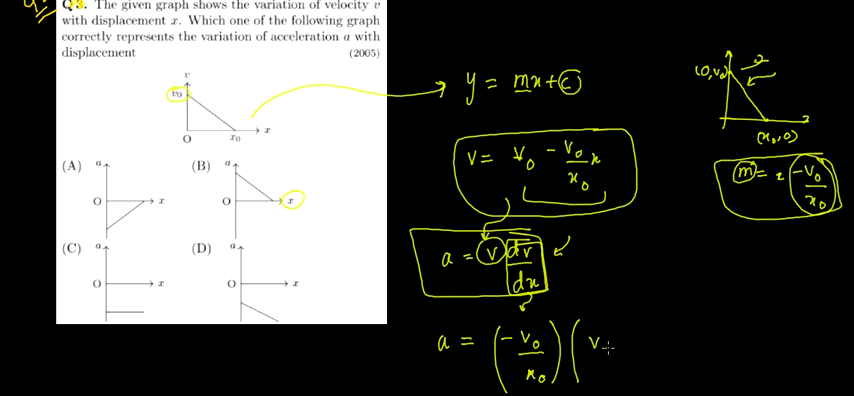 Q3. The given graph shows the variation of velocity v
with displacement x. Which one of the following graph
correctly represents the variation of acceleration a with
displacement (2005)
v
v0
O x0 x
(A) a O x
(B) a O x
(C) a O x
(D) a O x
y = mx + c
v = v0 - v0/x0 x
a = v dv/dx
a = (-v0/x0) (v
(0, v0)
(x0, 0)
m = -v0/x0